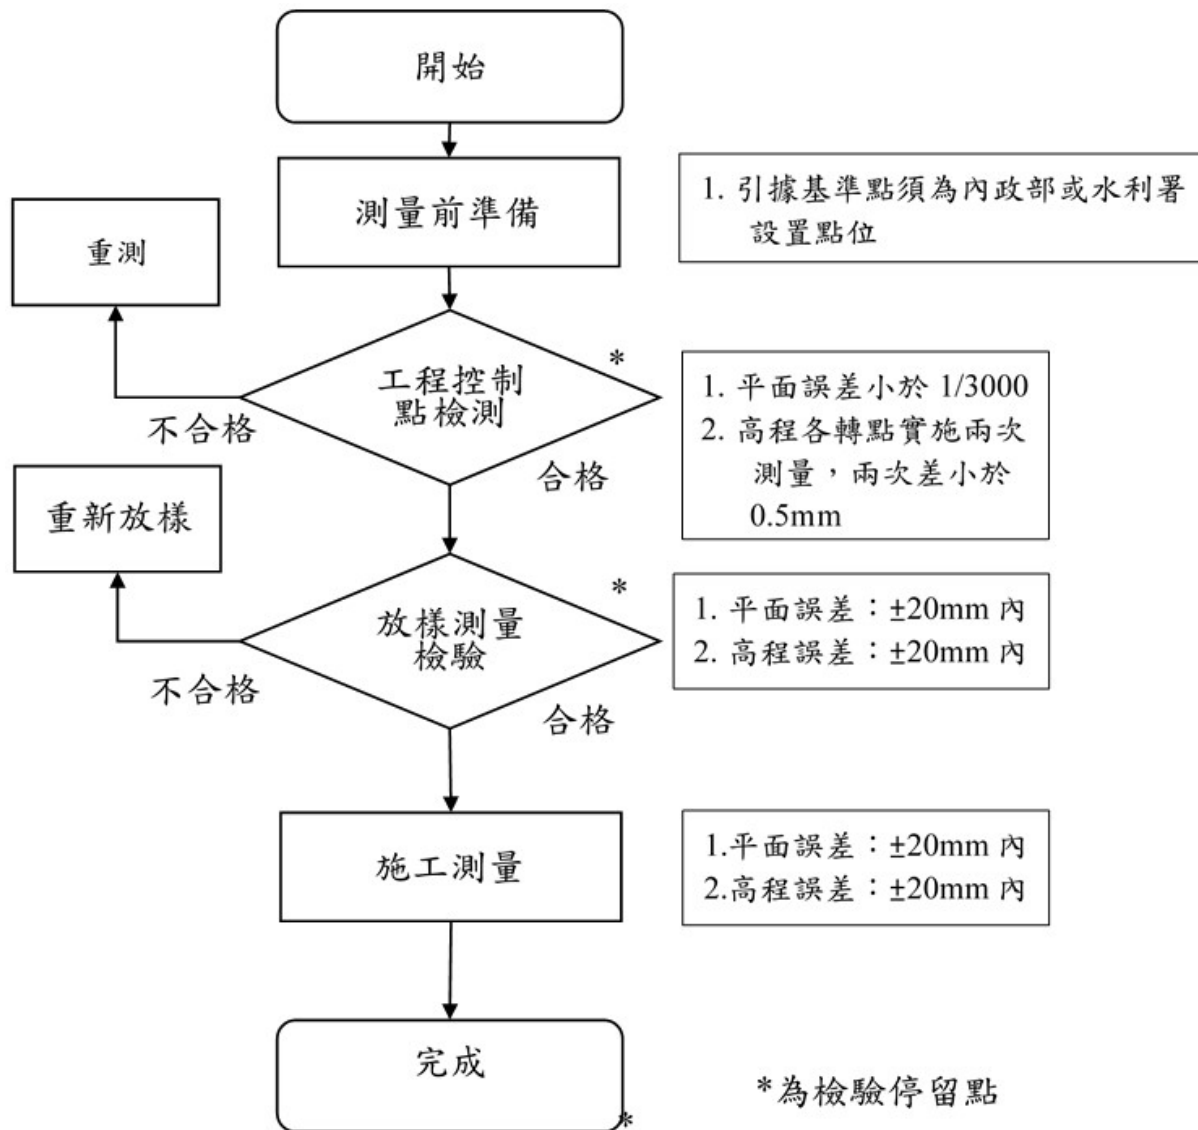 開始
測量前準備
1. 引據基準點須為內政部或水利署
設置點位
重測
工程控制
點檢測
*
不合格
合格
1. 平面誤差小於 1/3000
2. 高程各轉點實施兩次
測量，兩次差小於
0.5mm
重新放樣
放樣測量
檢驗
*
不合格
合格
1. 平面誤差：±20mm 內
2. 高程誤差：±20mm 內
施工測量
1.平面誤差：±20mm 內
2.高程誤差：±20mm 內
完成
*
*為檢驗停留點